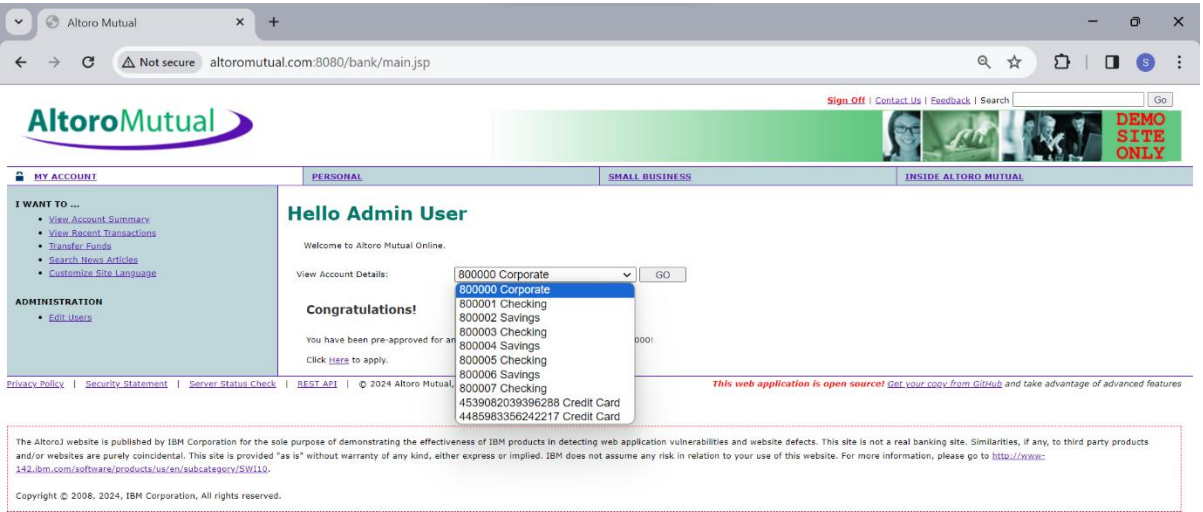 Altoro Mutual
Not secure altoromutual.com:8080/bank/main.jsp
S
Sign Off | Contact Us | Feedback | Search Go
AltoroMutual
DEMO
SITE
ONLY
MY ACCOUNT PERSONAL SMALL BUSINESS INSIDE ALTORO MUTUAL
I WANT TO ...
View Account Summary
View Recent Transactions
Transfer Funds
Search News Articles
Customize Site Language
ADMINISTRATION
Edit Users
Hello Admin User
Welcome to Altoro Mutual Online.
View Account Details: 800000 Corporate GO
800000 Corporate
800001 Checking
800002 Savings
800003 Checking
800004 Savings
800005 Checking
800006 Savings
800007 Checking
4539082039396288 Credit Card
4485983356242217 Credit Card
Congratulations!
You have been pre-approved for an 000!
Click Here to apply.
Privacy Policy | Security Statement | Server Status Check | REST API | © 2024 Altoro Mutual, This web application is open source! Get your copy from GitHub and take advantage of advanced features
The AltoroJ website is published by IBM Corporation for the sole purpose of demonstrating the effectiveness of IBM products in detecting web application vulnerabilities and website defects. This site is not a real banking site. Similarities, if any, to third party products
and/or websites are purely coincidental. This site is provided "as is" without warranty of any kind, either express or implied. IBM does not assume any risk in relation to your use of this website. For more information, please go to http://www-
142.ibm.com/software/products/us/en/subcategory/SWI10.
Copyright © 2008, 2024, IBM Corporation, All rights reserved.